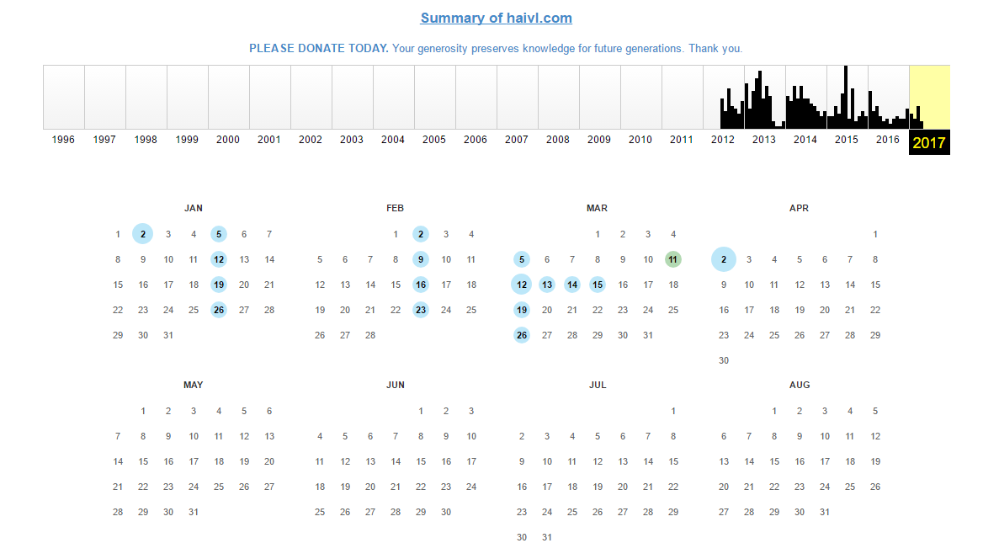 Summary of haivl.com
PLEASE DONATE TODAY. Your generosity preserves knowledge for future generations. Thank you.
1996 1997 1998 1999 2000 2001 2002 2003 2004 2005 2006 2007 2008 2009 2010 2011 2012 2013 2014 2015 2016 2017
JAN FEB MAR APR
1 2 3 4 5 6 7 1 2 3 4 1 2 3 4 1
8 9 10 11 12 13 14 5 6 7 8 9 10 11 5 6 7 8 9 10 11 2 3 4 5 6 7 8
15 16 17 18 19 20 21 12 13 14 15 16 17 18 12 13 14 15 16 17 18 9 10 11 12 13 14 15
22 23 24 25 26 27 28 19 20 21 22 23 24 25 19 20 21 22 23 24 25 16 17 18 19 20 21 22
29 30 31 26 27 28 26 27 28 29 30 31 23 24 25 26 27 28 29
30
MAY JUN JUL AUG
1 2 3 4 5 6 1 2 3 1 1 2 3 4 5
7 8 9 10 11 12 13 4 5 6 7 8 9 10 2 3 4 5 6 7 8 6 7 8 9 10 11 12
14 15 16 17 18 19 20 11 12 13 14 15 16 17 9 10 11 12 13 14 15 13 14 15 16 17 18 19
21 22 23 24 25 26 27 18 19 20 21 22 23 24 16 17 18 19 20 21 22 20 21 22 23 24 25 26
28 29 30 31 25 26 27 28 29 30 23 24 25 26 27 28 29 27 28 29 30 31
30 31